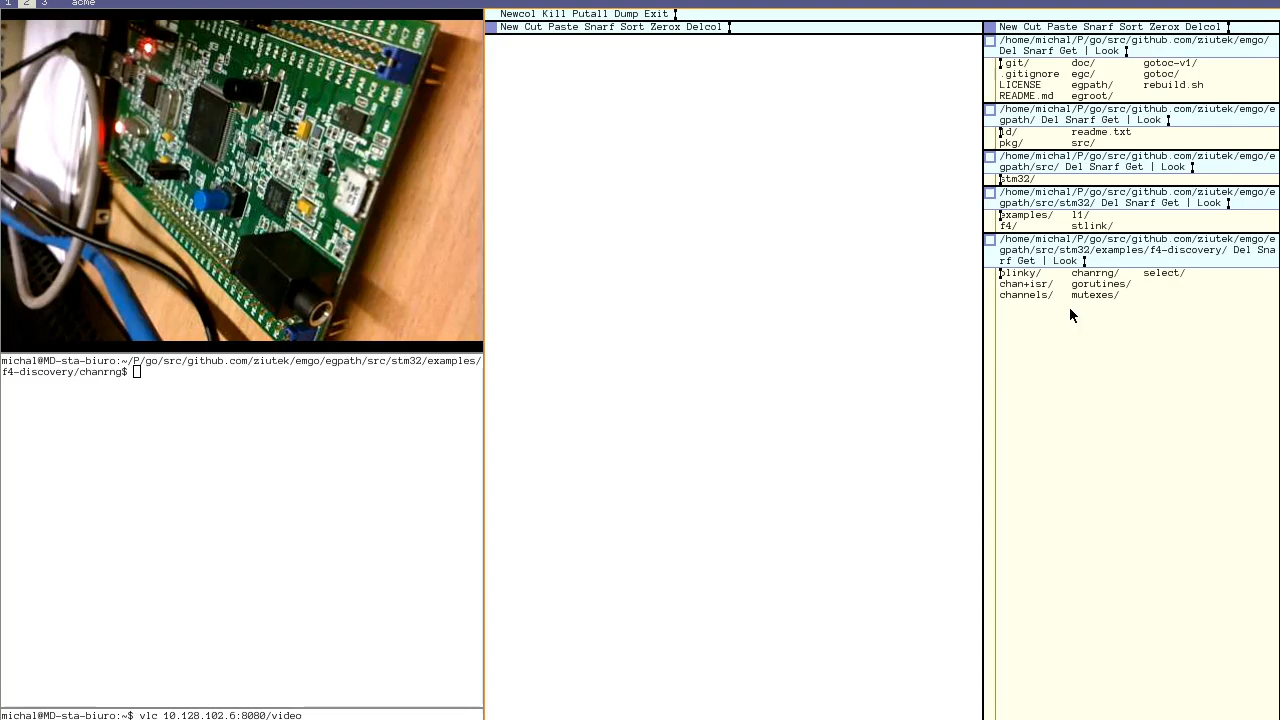 1 2 3 acme
Newcol Kill Putall Dump Exit
New Cut Paste Snarf Sort Zerox Delcol
New Cut Paste Snarf Sort Zerox Delcol
/home/michal/P/go/src/github.com/ziutek/emgo/
Del Snarf Get | Look
.git/ doc/ gotoc-v1/
.gitignore egc/ gotoc/
LICENSE egpath/ rebuild.sh
README.md egroot/
/home/michal/P/go/src/github.com/ziutek/emgo/e
gpath/ Del Snarf Get | Look
ld/ readme.txt
pkg/ src/
/home/michal/P/go/src/github.com/ziutek/emgo/e
gpath/src/ Del Snarf Get | Look
stm32/
/home/michal/P/go/src/github.com/ziutek/emgo/e
gpath/src/stm32/ Del Snarf Get | Look
examples/ l1/
f4/ stlink/
/home/michal/P/go/src/github.com/ziutek/emgo/e
gpath/src/stm32/examples/f4-discovery/ Del Sna
rf Get | Look
blinky/ chanrng/ select/
chan+isr/ gorutines/
channels/ mutexes/
GND
PC6
PC8
GND
michal@MD-sta-biuro:~/P/go/src/github.com/ziutek/emgo/egpath/src/stm32/examples/
f4-discovery/chanrng$
michal@MD-sta-biuro:~$ vlc 10.128.102.6:8080/video